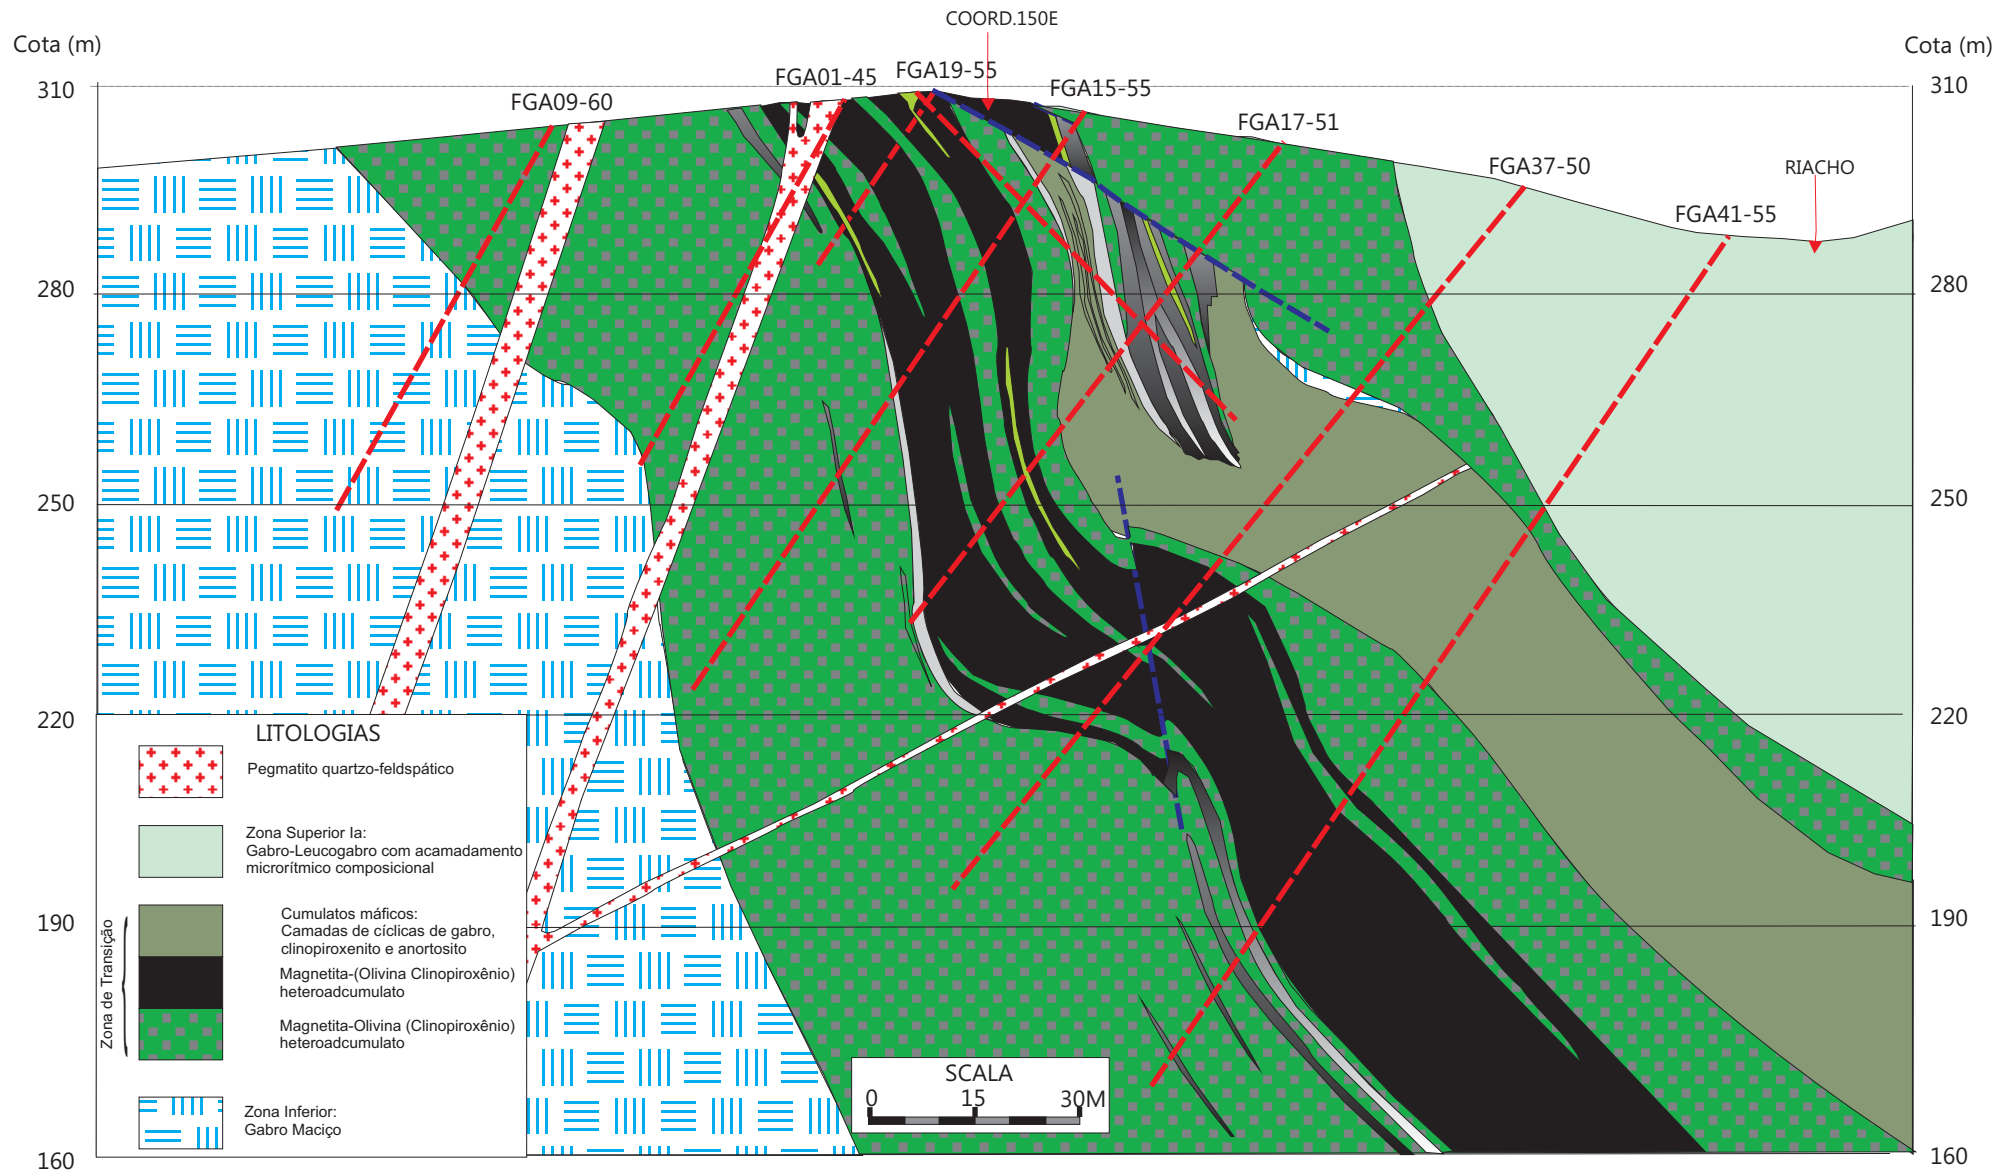 COORD.150E
Cota (m)
Cota (m)
FGA01-45
FGA19-55
310
310
FGA09-60
FGA15-55
FGA17-51
FGA37-50
RIACHO
FGA41-55
280
280
250
250
220
220
LITOLOGIAS
Pegmatito quartzo-feldspático
Zona Superior Ia:
Gabro-Leucogabro com acamadamento
microrítmico composicional
Zona de Transição
Cumulatos máficos:
Camadas de cíclicas de gabro,
clinopiroxenito e anortosito
Magnetita-(Olivina Clinopiroxênio)
heteroadcumulato
Magnetita-Olivina (Clinopiroxênio)
heteroadcumulato
Zona Inferior:
Gabro Maciço
190
190
SCALA
0 15 30M
160
160